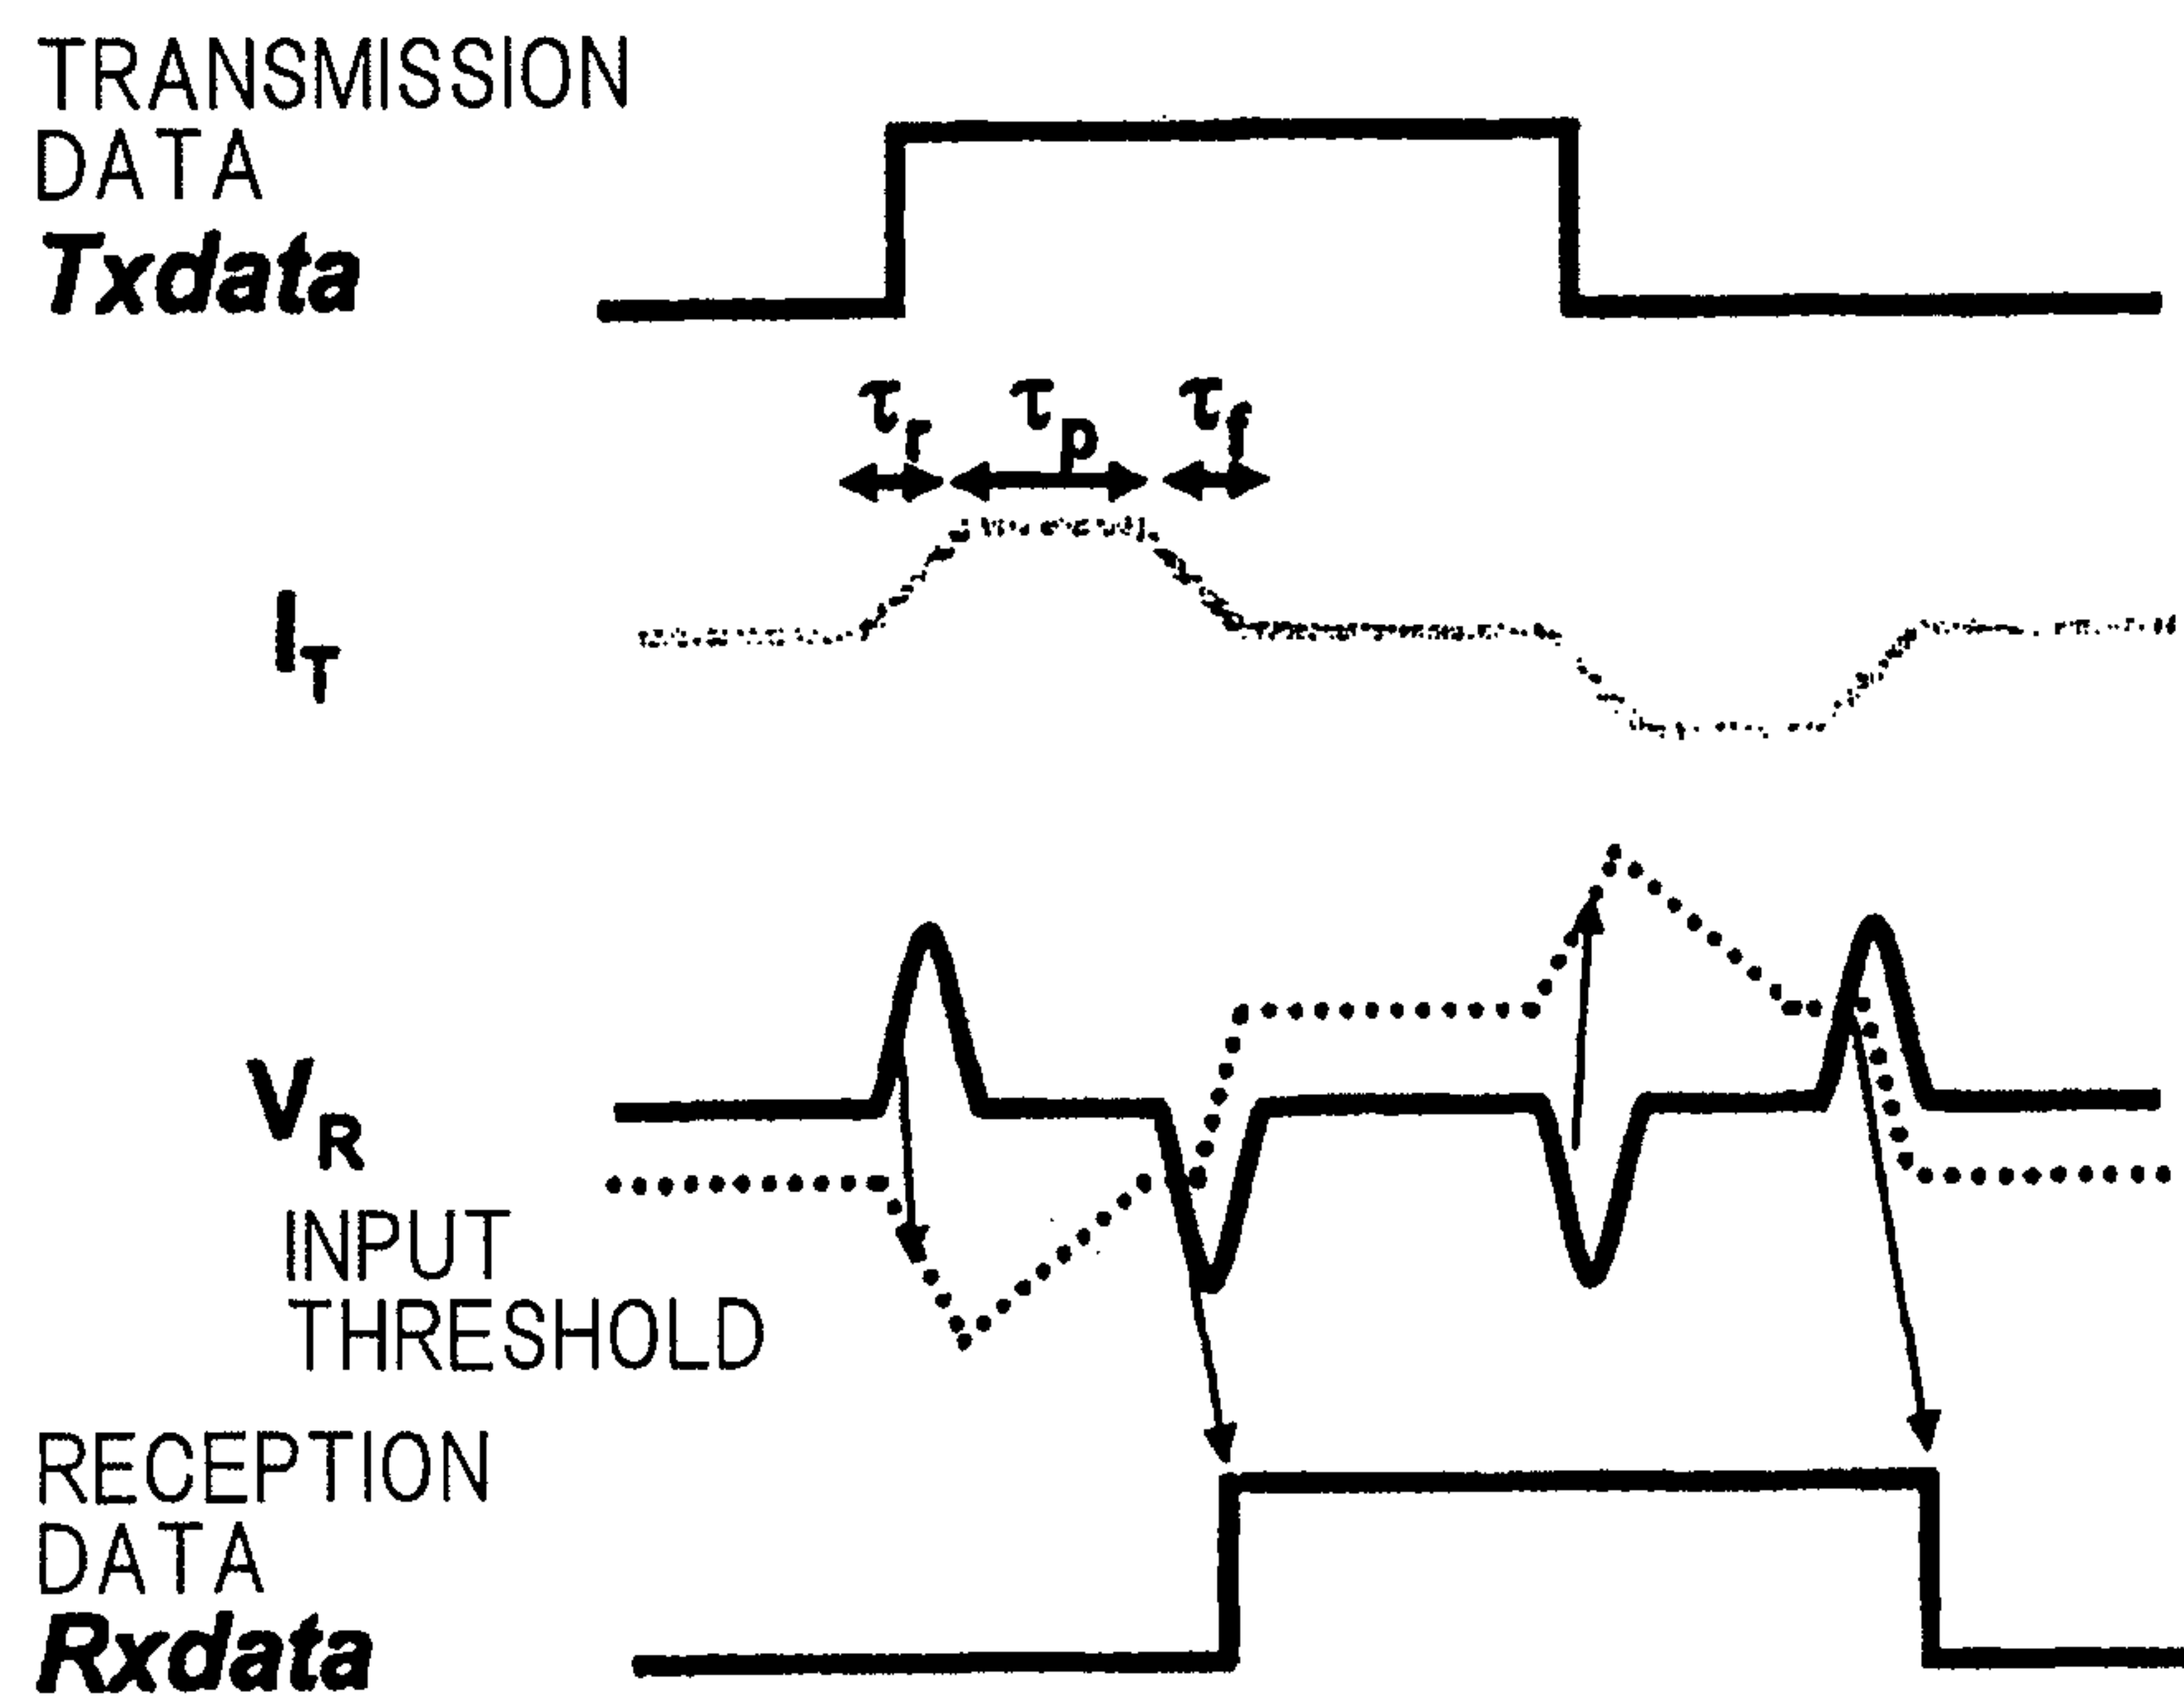 TRANSMISSION
DATA
Txdata
τr τp τf
IT
VR
INPUT
THRESHOLD
RECEPTION
DATA
Rxdata